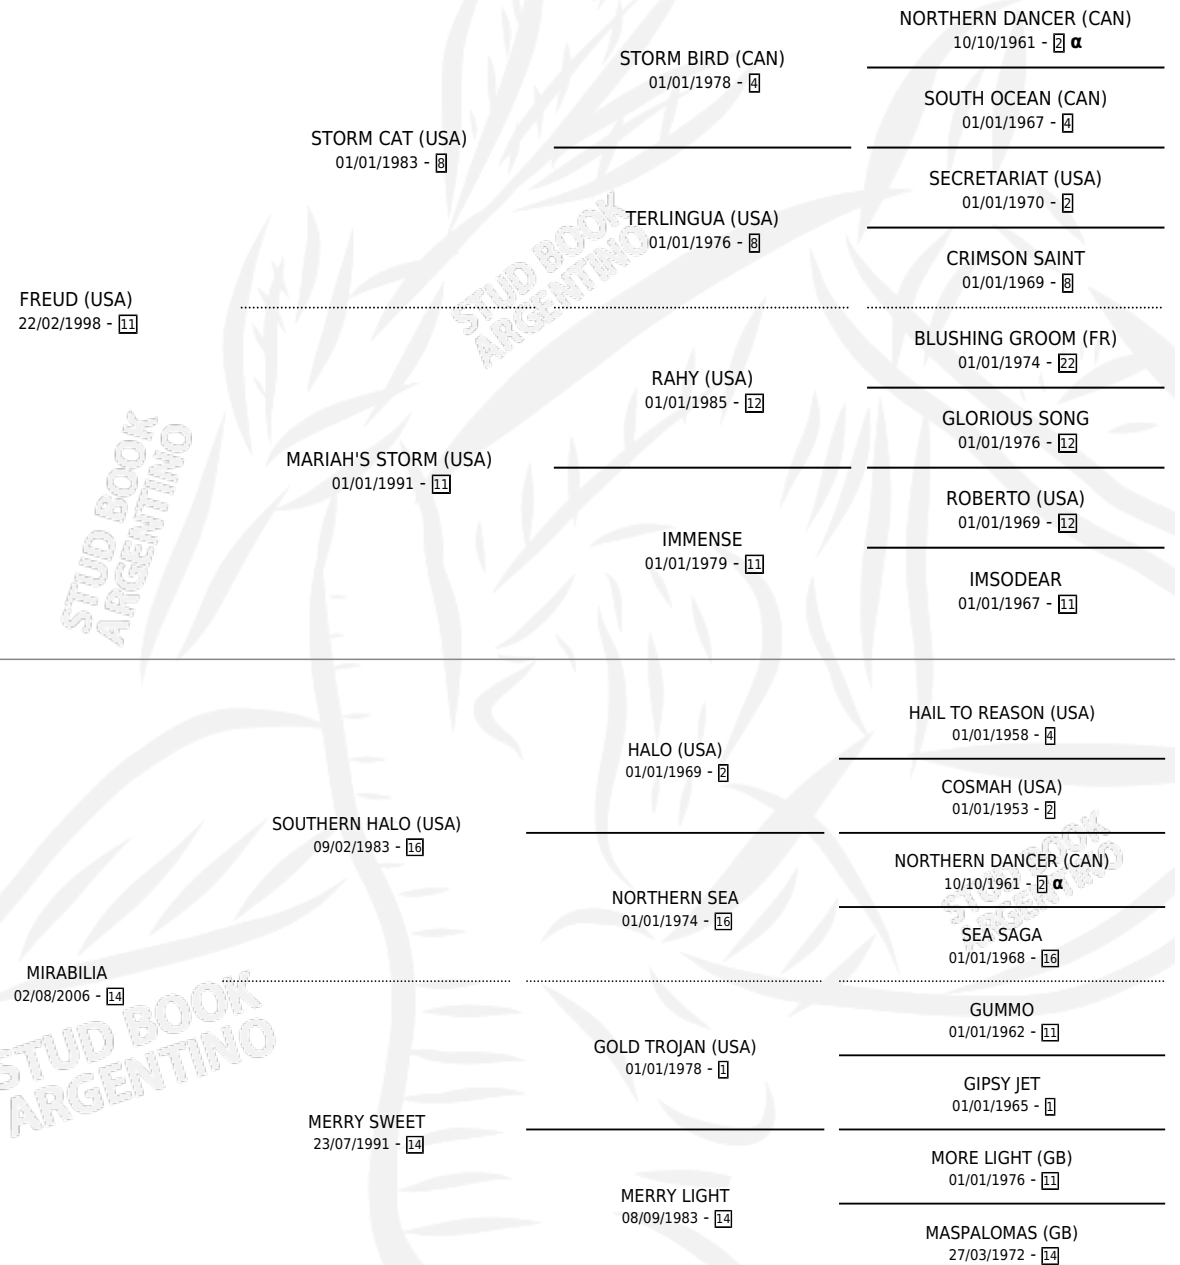 NORTHERN DANCER (CAN)
10/10/1961 - 2 α
STORM BIRD (CAN)
01/01/1978 - 4
SOUTH OCEAN (CAN)
01/01/1967 - 4
STORM CAT (USA)
01/01/1983 - 8
SECRETARIAT (USA)
01/01/1970 - 2
TERLINGUA (USA)
01/01/1976 - 8
CRIMSON SAINT
01/01/1969 - 8
STUD BOOK
ARGENTINO
FREUD (USA)
22/02/1998 - 11
BLUSHING GROOM (FR)
01/01/1974 - 22
RAHY (USA)
01/01/1985 - 12
GLORIOUS SONG
01/01/1976 - 12
MARIAH'S STORM (USA)
01/01/1991 - 11
ROBERTO (USA)
01/01/1969 - 12
IMMENSE
01/01/1979 - 11
IMSODEAR
01/01/1967 - 11
STUD BOOK
ARGENTINO
HAIL TO REASON (USA)
01/01/1958 - 4
HALO (USA)
01/01/1969 - 2
COSMAH (USA)
01/01/1953 - 2
SOUTHERN HALO (USA)
09/02/1983 - 16
NORTHERN DANCER (CAN)
10/10/1961 - 2 α
NORTHERN SEA
01/01/1974 - 16
SEA SAGA
01/01/1968 - 16
STUD BOOK
ARGENTINO
MIRABILIA
02/08/2006 - 14
GUMMO
01/01/1962 - 11
GOLD TROJAN (USA)
01/01/1978 - 1
GIPSY JET
01/01/1965 - 1
MERRY SWEET
23/07/1991 - 14
MORE LIGHT (GB)
01/01/1976 - 11
MERRY LIGHT
08/09/1983 - 14
MASPALOMAS (GB)
27/03/1972 - 14
STUD BOOK
ARGENTINO